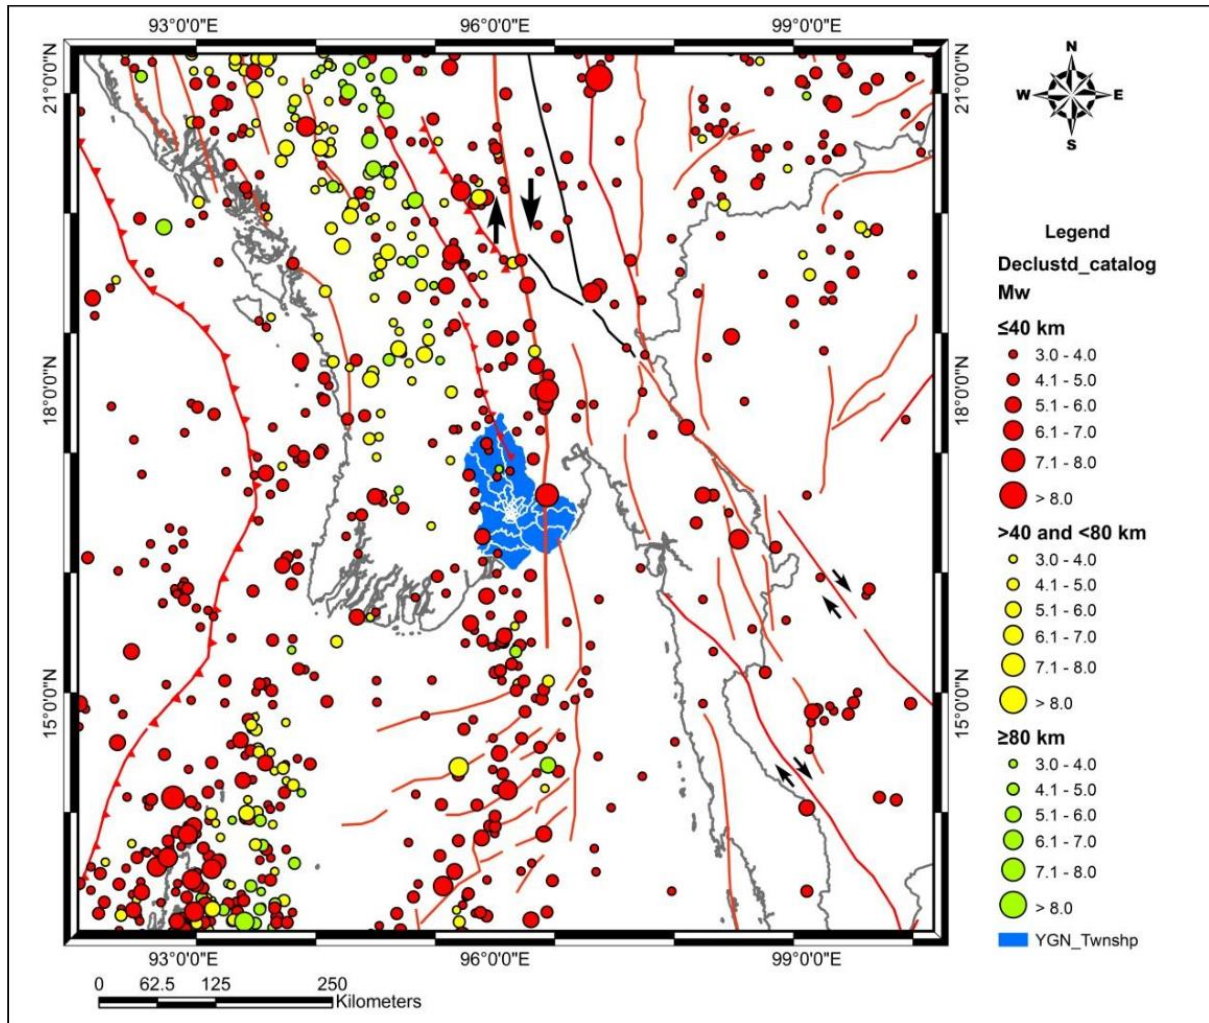 93°0'0"E 96°0'0"E 99°0'0"E
21°0'0"N
21°0'0"N
18°0'0"N
18°0'0"N
15°0'0"N
15°0'0"N
93°0'0"E 96°0'0"E 99°0'0"E
0 62.5 125 250
Kilometers
N
W E
S
Legend
Declustd_catalog
Mw
≤40 km
3.0 - 4.0
4.1 - 5.0
5.1 - 6.0
6.1 - 7.0
7.1 - 8.0
> 8.0
>40 and <80 km
3.0 - 4.0
4.1 - 5.0
5.1 - 6.0
6.1 - 7.0
7.1 - 8.0
> 8.0
≥80 km
3.0 - 4.0
4.1 - 5.0
5.1 - 6.0
6.1 - 7.0
7.1 - 8.0
> 8.0
YGN_Twnshp